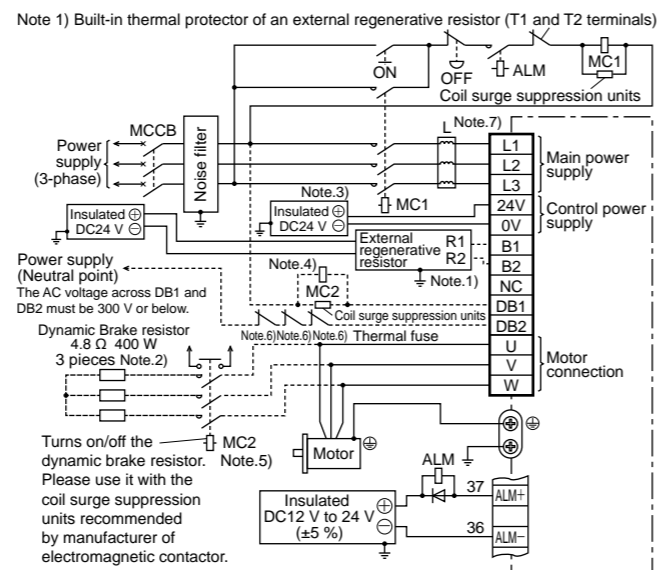 Note 1) Built-in thermal protector of an external regenerative resistor (T1 and T2 terminals)
ON
OFF
ALM
MC1
Coil surge suppression units
MCCB
Noise filter
L
Note.7)
Power
supply
(3-phase)
L1
L2
L3
Main power
supply
MC1
Note.3)
24V
0V
Control power
supply
Insulated ⊕
DC24 V ⊖
Insulated ⊕
DC24 V ⊖
External
regenerative
resistor
R1
R2
B1
B2
Note.1)
NC
Power supply
(Neutral point)
The AC voltage across DB1 and
DB2 must be 300 V or below.
Note.4)
MC2
Coil surge suppression units
DB1
DB2
Note.6) Note.6) Note.6) Thermal fuse
Dynamic Brake resistor
4.8 Ω 400 W
3 pieces Note.2)
U
V
W
Motor
connection
Turns on/off the
dynamic brake resistor.
Please use it with the
coil surge suppression
units recommended
by manufacturer of
electromagnetic contactor.
MC2
Note.5)
Motor
ALM
Insulated
DC12 V to 24 V
(±5 %)
⊕
⊖
37
ALM+
36
ALM−